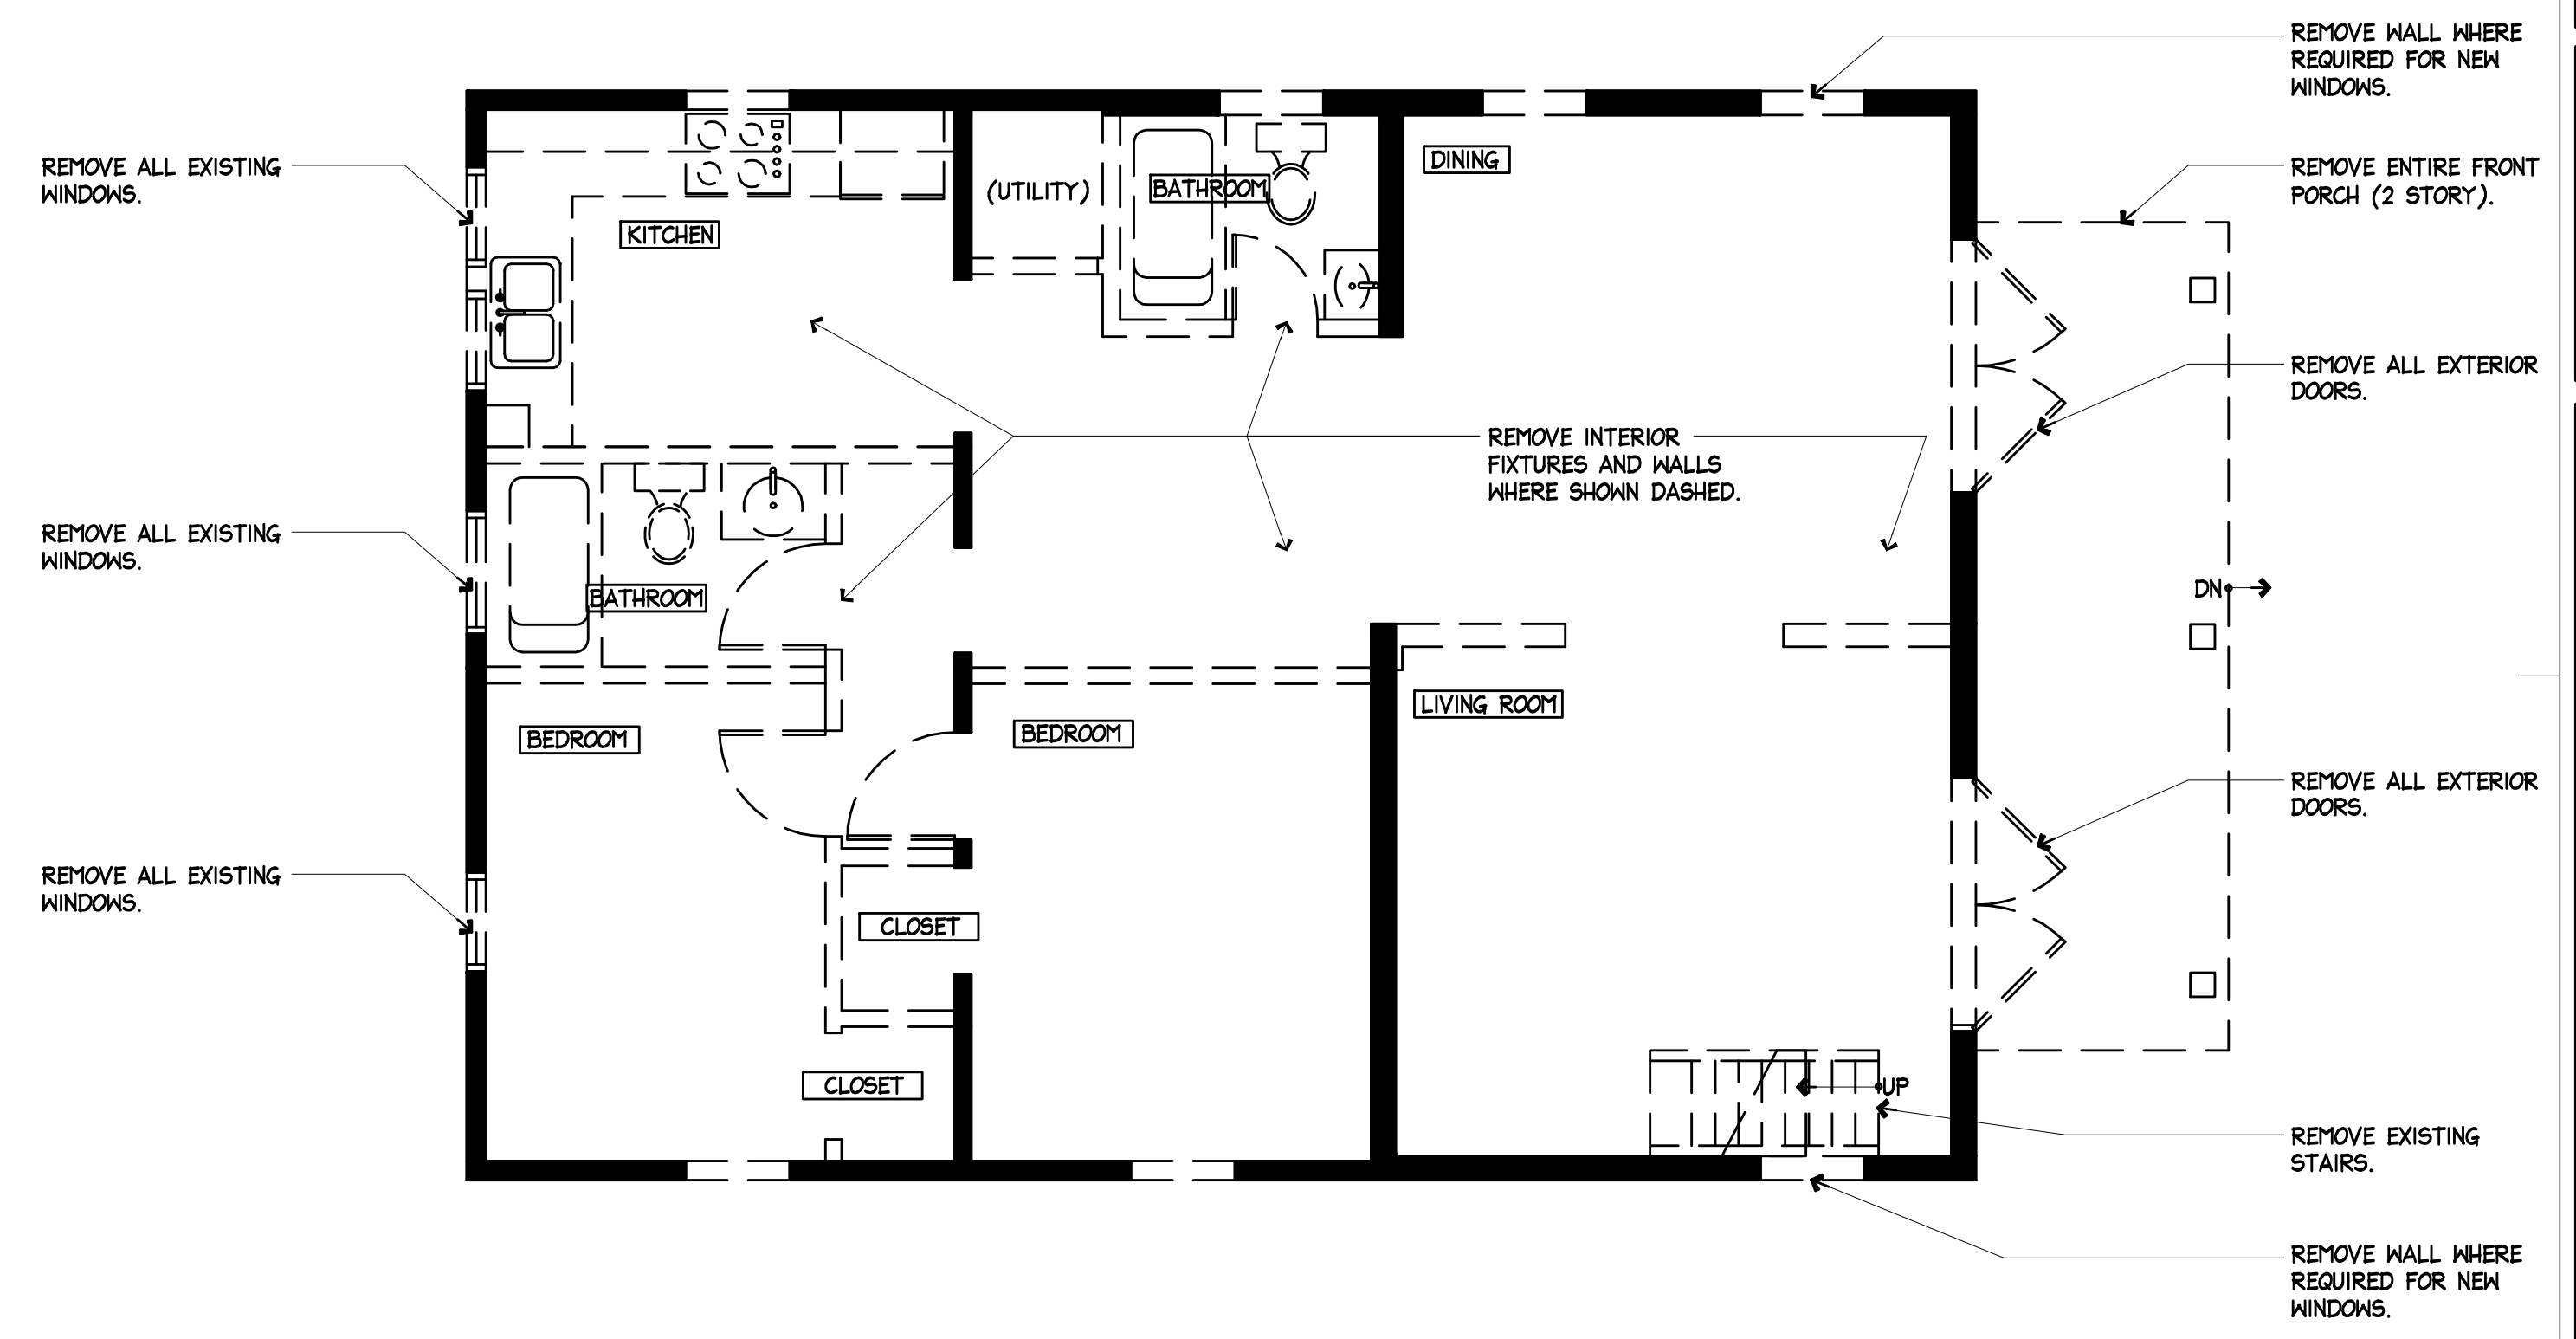 REMOVE WALL WHERE
REQUIRED FOR NEW
WINDOWS.
REMOVE ALL EXISTING
WINDOWS.
DINING
REMOVE ENTIRE FRONT
PORCH (2 STORY).
(UTILITY)
BATHROOM
KITCHEN
REMOVE ALL EXTERIOR
DOORS.
REMOVE INTERIOR
FIXTURES AND WALLS
WHERE SHOWN DASHED.
REMOVE ALL EXISTING
WINDOWS.
BATHROOM
DN
LIVING ROOM
BEDROOM
BEDROOM
REMOVE ALL EXTERIOR
DOORS.
REMOVE ALL EXISTING
WINDOWS.
CLOSET
CLOSET
UP
REMOVE EXISTING
STAIRS.
REMOVE WALL WHERE
REQUIRED FOR NEW
WINDOWS.